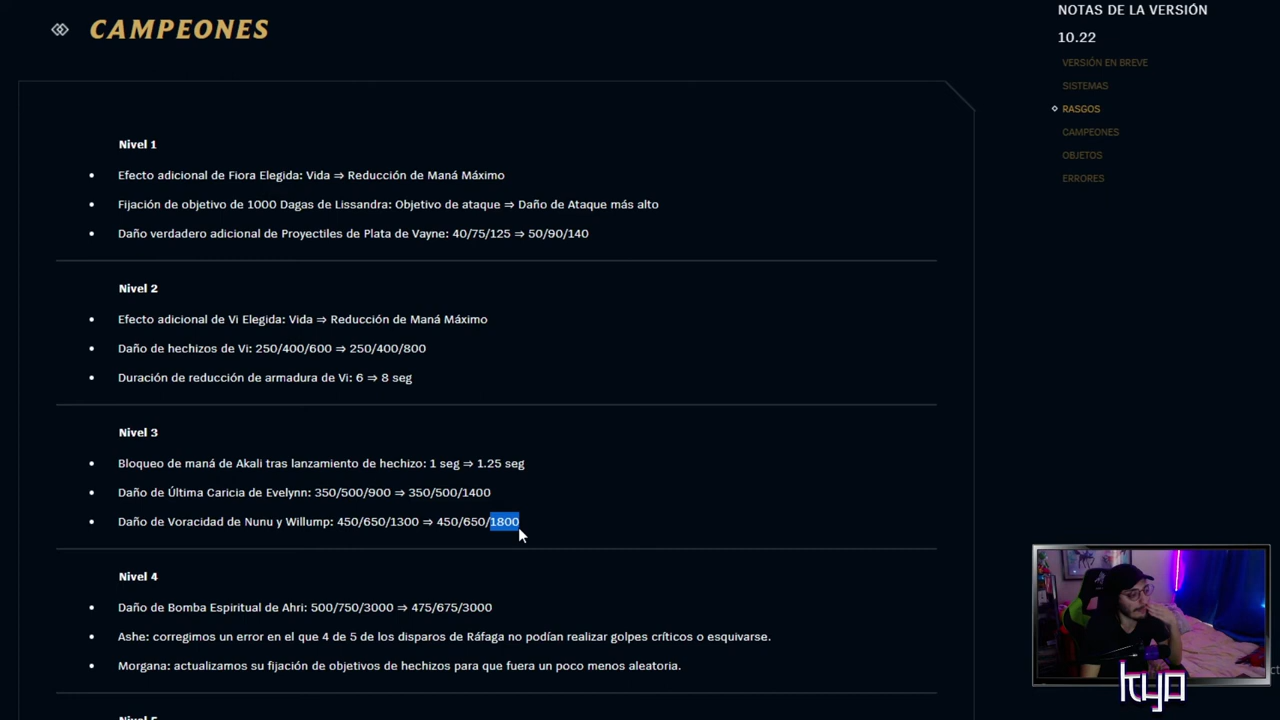 CAMPEONES
Nivel 1
Efecto adicional de Fiora Elegida: Vida ⇒ Reducción de Maná Máximo
Fijación de objetivo de 1000 Dagas de Lissandra: Objetivo de ataque ⇒ Daño de Ataque más alto
Daño verdadero adicional de Proyectiles de Plata de Vayne: 40/75/125 ⇒ 50/90/140
Nivel 2
Efecto adicional de Vi Elegida: Vida ⇒ Reducción de Maná Máximo
Daño de hechizos de Vi: 250/400/600 ⇒ 250/400/800
Duración de reducción de armadura de Vi: 6 ⇒ 8 seg
Nivel 3
Bloqueo de maná de Akali tras lanzamiento de hechizo: 1 seg ⇒ 1.25 seg
Daño de Última Caricia de Evelynn: 350/500/900 ⇒ 350/500/1400
Daño de Voracidad de Nunu y Willump: 450/650/1300 ⇒ 450/650/1800
Nivel 4
Daño de Bomba Espiritual de Ahri: 500/750/3000 ⇒ 475/675/3000
Ashe: corregimos un error en el que 4 de 5 de los disparos de Ráfaga no podían realizar golpes críticos o esquivarse.
Morgana: actualizamos su fijación de objetivos de hechizos para que fuera un poco menos aleatoria.
NOTAS DE LA VERSIÓN
10.22
VERSIÓN EN BREVE
SISTEMAS
RASGOS
CAMPEONES
OBJETOS
ERRORES